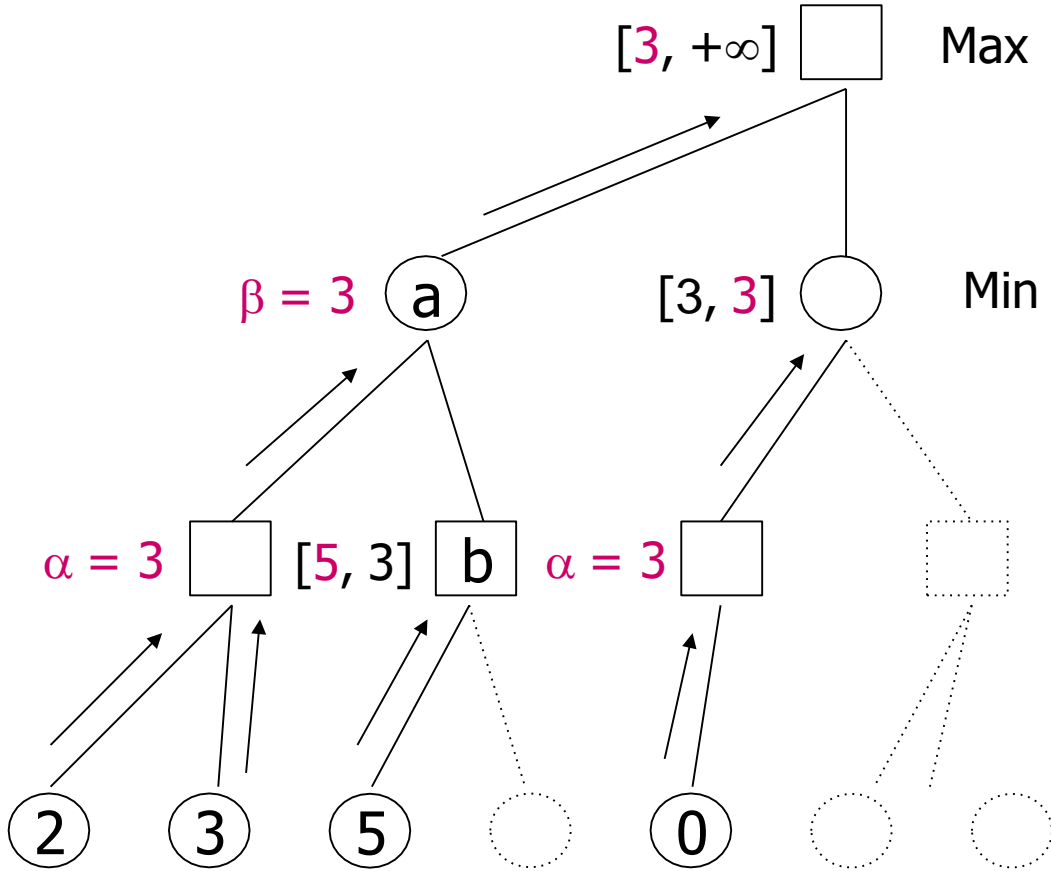 [3, +∞] Max
β = 3 a [3, 3] Min
α = 3 [5, 3] b α = 3
2 3 5 0